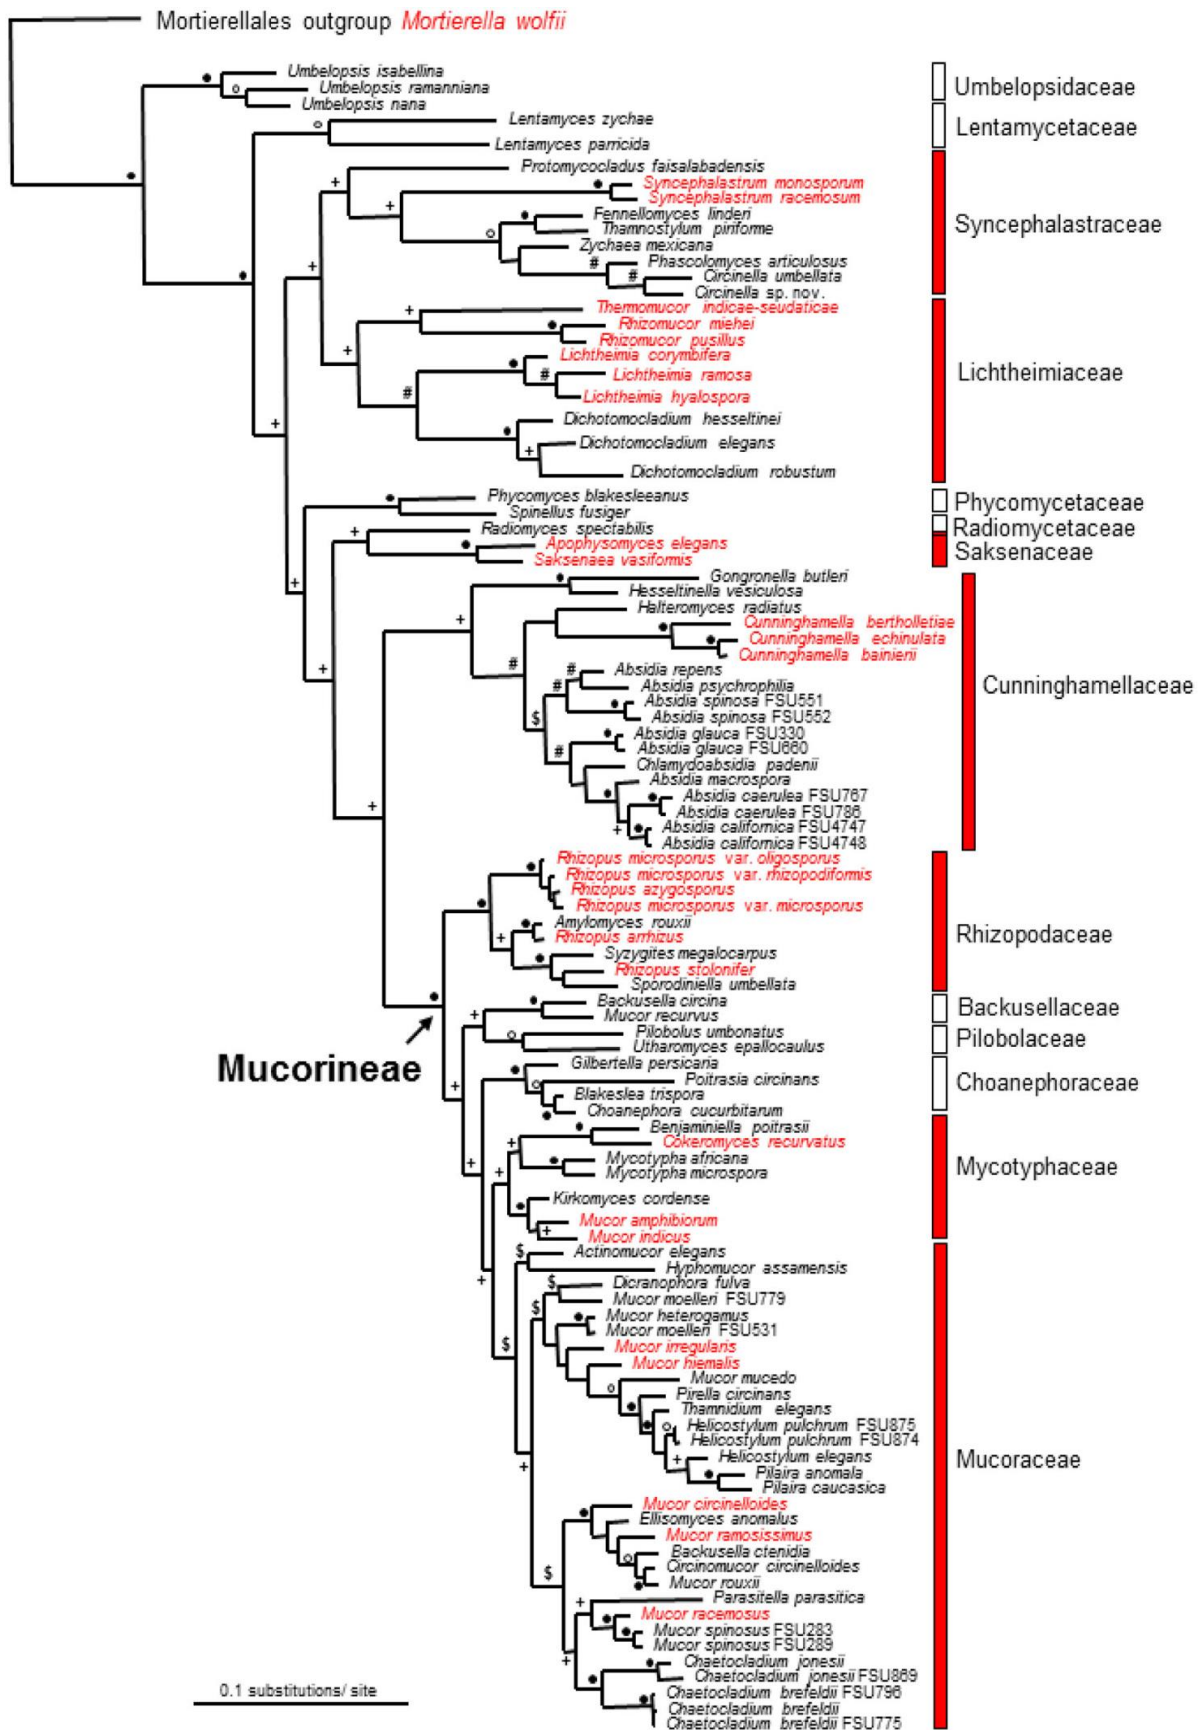 Mortierellales outgroup Mortierella wolfii
Umbelopsis isabellina
Umbelopsis ramanniana
Umbelopsis nana
Umbelopsidaceae
Lentamyces zychae
Lentamyces parricida
Lentamycetaceae
Protomycocladus faisalabadensis
Syncephalastrum monosporum
Syncephalastrum racemosum
Fennellomyces linderi
Thamnostylum piriforme
Zychaea mexicana
Phascolomyces articulosus
Circinella umbellata
Circinella sp. nov.
Syncephalastraceae
Thermomucor indicae-seudaticae
Rhizomucor miehei
Rhizomucor pusillus
Lichtheimia corymbifera
Lichtheimia ramosa
Lichtheimia hyalospora
Dichotomocladium hesseltinei
Dichotomocladium elegans
Dichotomocladium robustum
Lichtheimiaceae
Phycomyces blakesleeanus
Spinellus fusiger
Phycomycetaceae
Radiomyces spectabilis
Radiomycetaceae
Apophysomyces elegans
Saksenaea vasiformis
Saksenaceae
Gongronella butleri
Hesseltinella vesiculosa
Halteromyces radiatus
Cunninghamella bertholletiae
Cunninghamella echinulata
Cunninghamella bainierii
Absidia repens
Absidia psychrophilia
Absidia spinosa FSU551
Absidia spinosa FSU552
Absidia glauca FSU330
Absidia glauca FSU660
Chlamydoabsidia padenii
Absidia macrospora
Absidia caerulea FSU767
Absidia caerulea FSU786
Absidia californica FSU4747
Absidia californica FSU4748
Cunninghamellaceae
Rhizopus microsporus var. oligosporus
Rhizopus microsporus var. rhizopodiformis
Rhizopus azygosporus
Rhizopus microsporus var. microsporus
Amylomyces rouxii
Rhizopus arrhizus
Syzygites megalocarpus
Rhizopus stolonifer
Sporodiniella umbellata
Rhizopodaceae
Backusella circina
Mucor recurvus
Backusellaceae
Mucorineae
Pilobolus umbonatus
Utharomyces epallocaulus
Pilobolaceae
Gilbertella persicaria
Poitrasia circinans
Blakeslea trispora
Choanephora cucurbitarum
Choanephoraceae
Benjaminiella poitrasii
Cokeromyces recurvatus
Mycotypha africana
Mycotypha microspora
Kirkomyces cordense
Mucor amphibiorum
Mucor indicus
Mycotyphaceae
Actinomucor elegans
Hyphomucor assamensis
Dicranophora fulva
Mucor moelleri FSU779
Mucor heterogamus
Mucor moelleri FSU531
Mucor irregularis
Mucor hiemalis
Mucor mucedo
Pirella circinans
Thamnidium elegans
Helicostylum pulchrum FSU875
Helicostylum pulchrum FSU874
Helicostylum elegans
Pilaira anomala
Pilaira caucasica
Mucoraceae
Mucor circinelloides
Ellisomyces anomalus
Mucor ramosissimus
Backusella ctenidia
Circinomucor circinelloides
Mucor rouxii
Parasitella parasitica
Mucor racemosus
Mucor spinosus FSU283
Mucor spinosus FSU289
Chaetocladium jonesii
Chaetocladium jonesii FSU869
Chaetocladium brefeldii FSU796
Chaetocladium brefeldii
Chaetocladium brefeldii FSU775
0.1 substitutions/ site